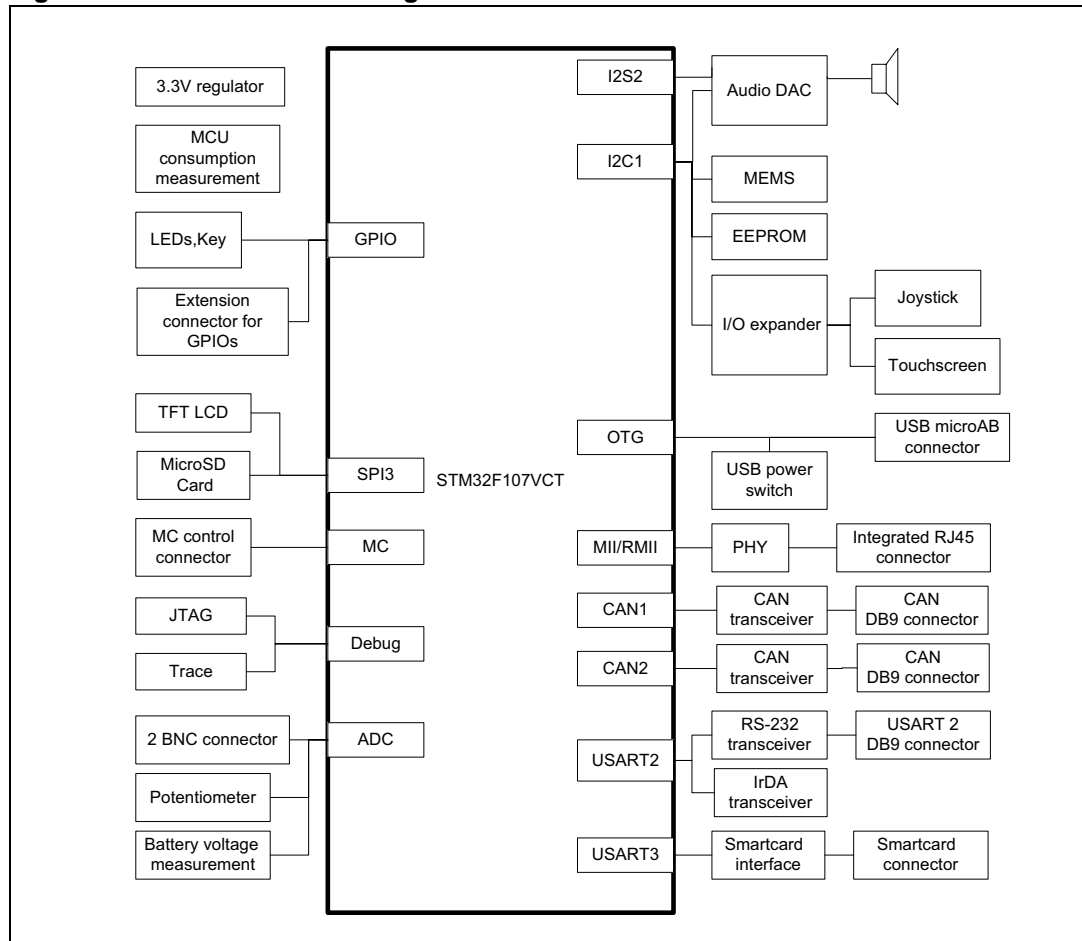 3.3V regulator
MCU
consumption
measurement
LEDs,Key
Extension
connector for
GPIOs
TFT LCD
MicroSD
Card
MC control
connector
JTAG
Trace
2 BNC connector
Potentiometer
Battery voltage
measurement
GPIO
SPI3
MC
Debug
ADC
STM32F107VCT
I2S2
I2C1
OTG
MII/RMII
CAN1
CAN2
USART2
USART3
Audio DAC
MEMS
EEPROM
I/O expander
Joystick
Touchscreen
USB power
switch
USB microAB
connector
PHY
Integrated RJ45
connector
CAN
transceiver
CAN
DB9 connector
CAN
transceiver
CAN
DB9 connector
RS-232
transceiver
USART 2
DB9 connector
IrDA
transceiver
Smartcard
interface
Smartcard
connector